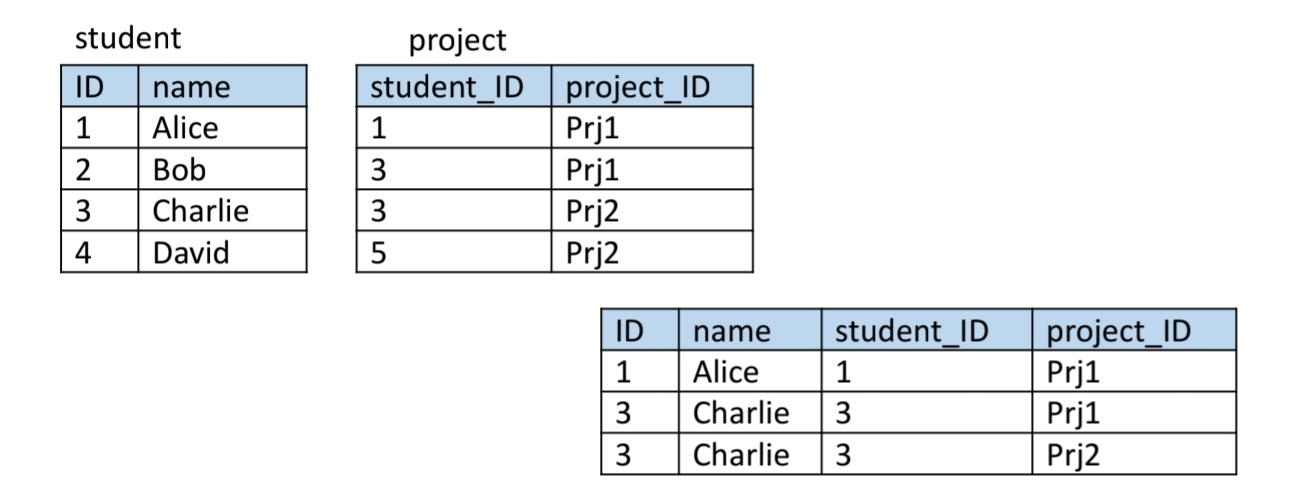 student
ID name
1 Alice
2 Bob
3 Charlie
4 David
project
student_ID project_ID
1 Prj1
3 Prj1
3 Prj2
5 Prj2
ID name student_ID project_ID
1 Alice 1 Prj1
3 Charlie 3 Prj1
3 Charlie 3 Prj2